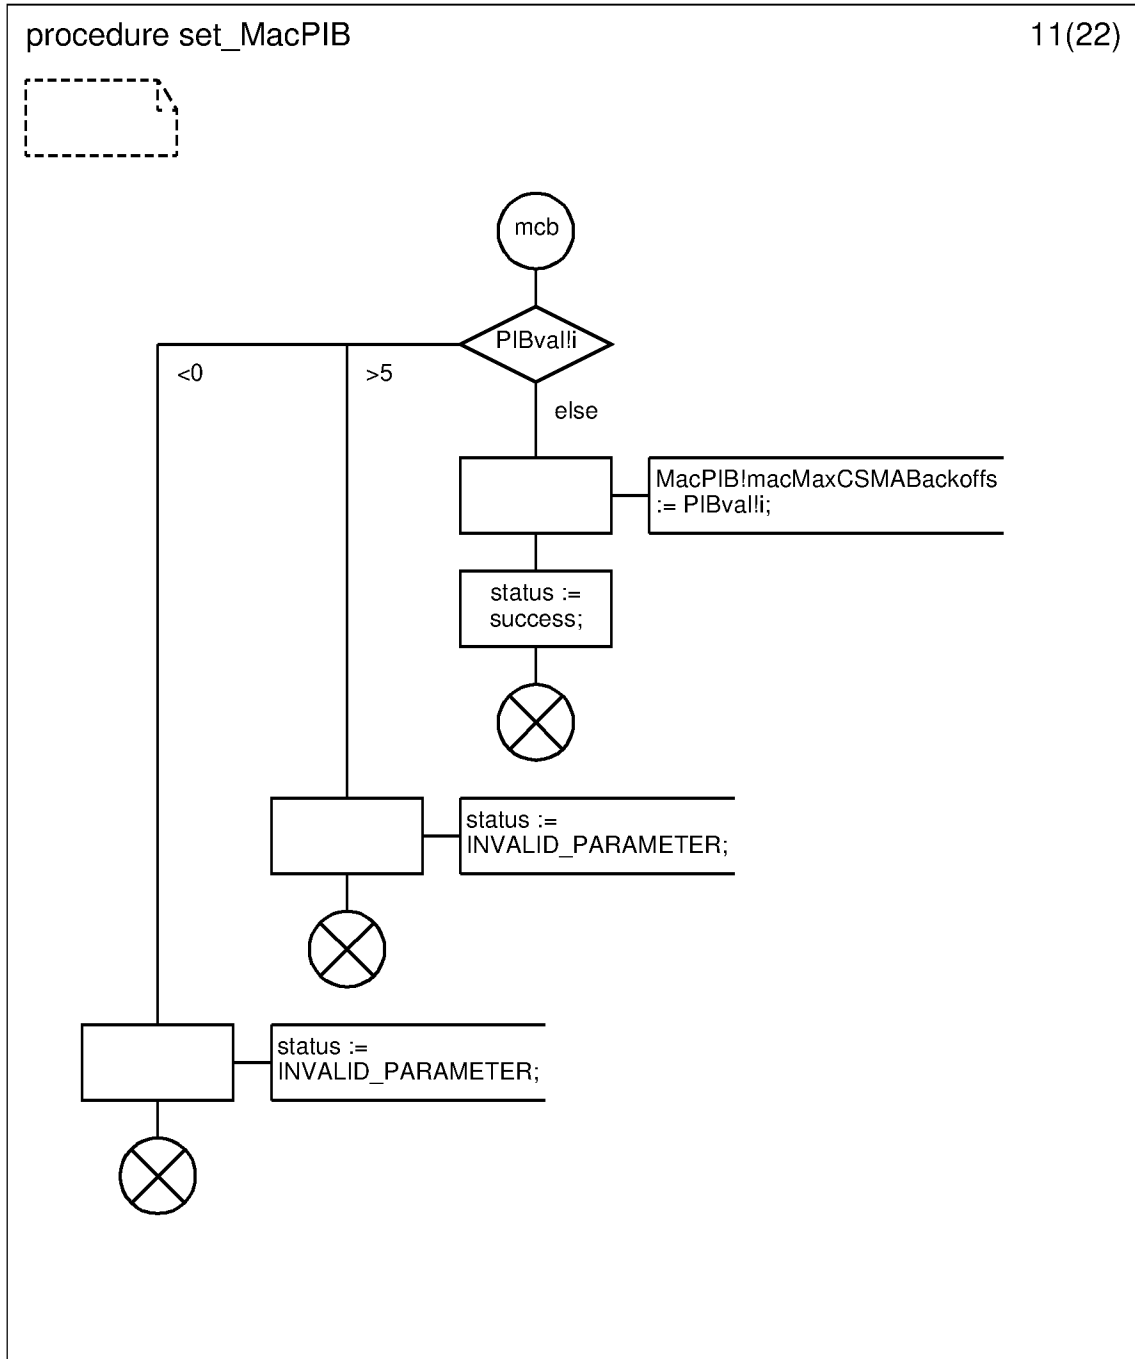 procedure set_MacPIB
11(22)
mcb
PIBval!i
<0
>5
else
MacPIB!macMaxCSMABackoffs
:= PIBval!i;
status :=
success;
status :=
INVALID_PARAMETER;
status :=
INVALID_PARAMETER;